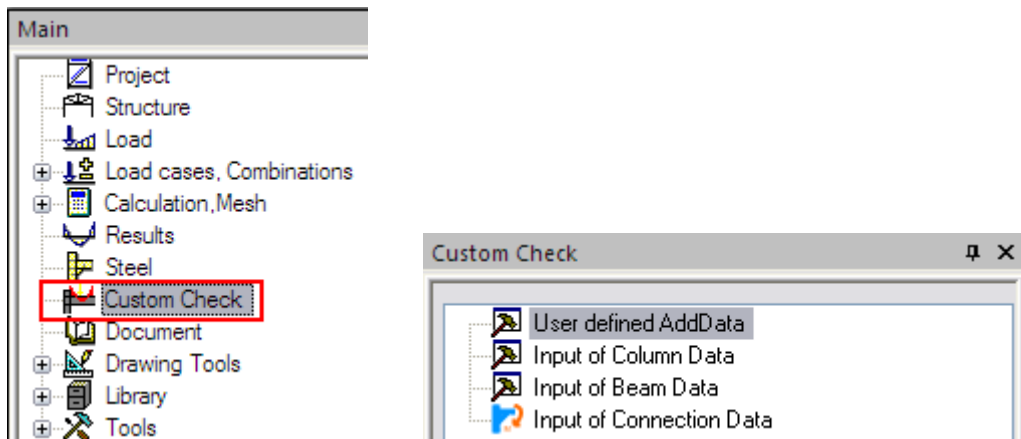 Main
Project
Structure
Load
Load cases, Combinations
Calculation,Mesh
Results
Steel
Custom Check
Document
Drawing Tools
Library
Tools
Custom Check
User defined AddData
Input of Column Data
Input of Beam Data
Input of Connection Data